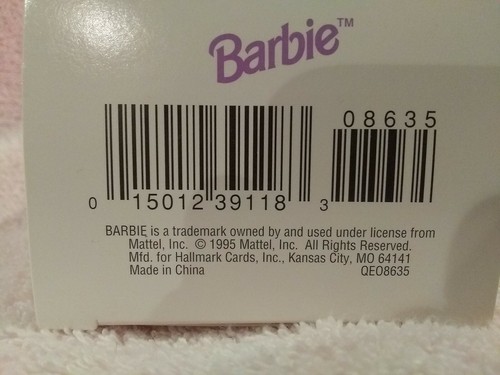 Barbie™
08635
0 15012 39118 3
BARBIE is a trademark owned by and used under license from
Mattel, Inc. © 1995 Mattel, Inc. All Rights Reserved.
Mfd. for Hallmark Cards, Inc., Kansas City, MO 64141
Made in China QEO8635